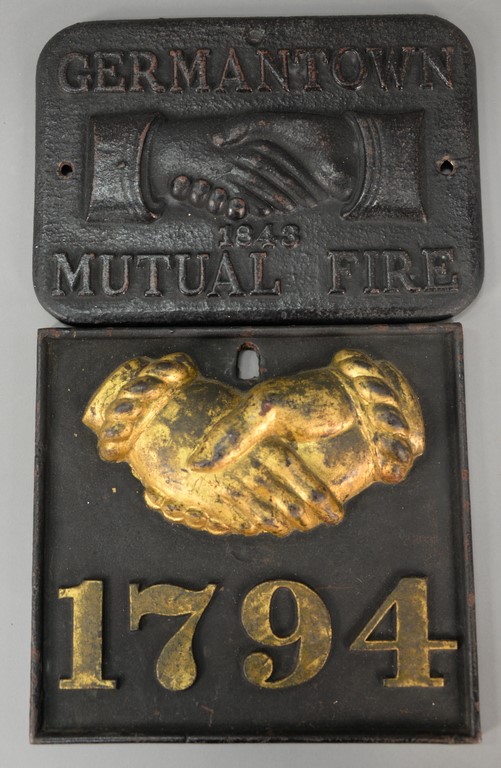 GERMANTOWN
1843
MUTUAL FIRE
1794